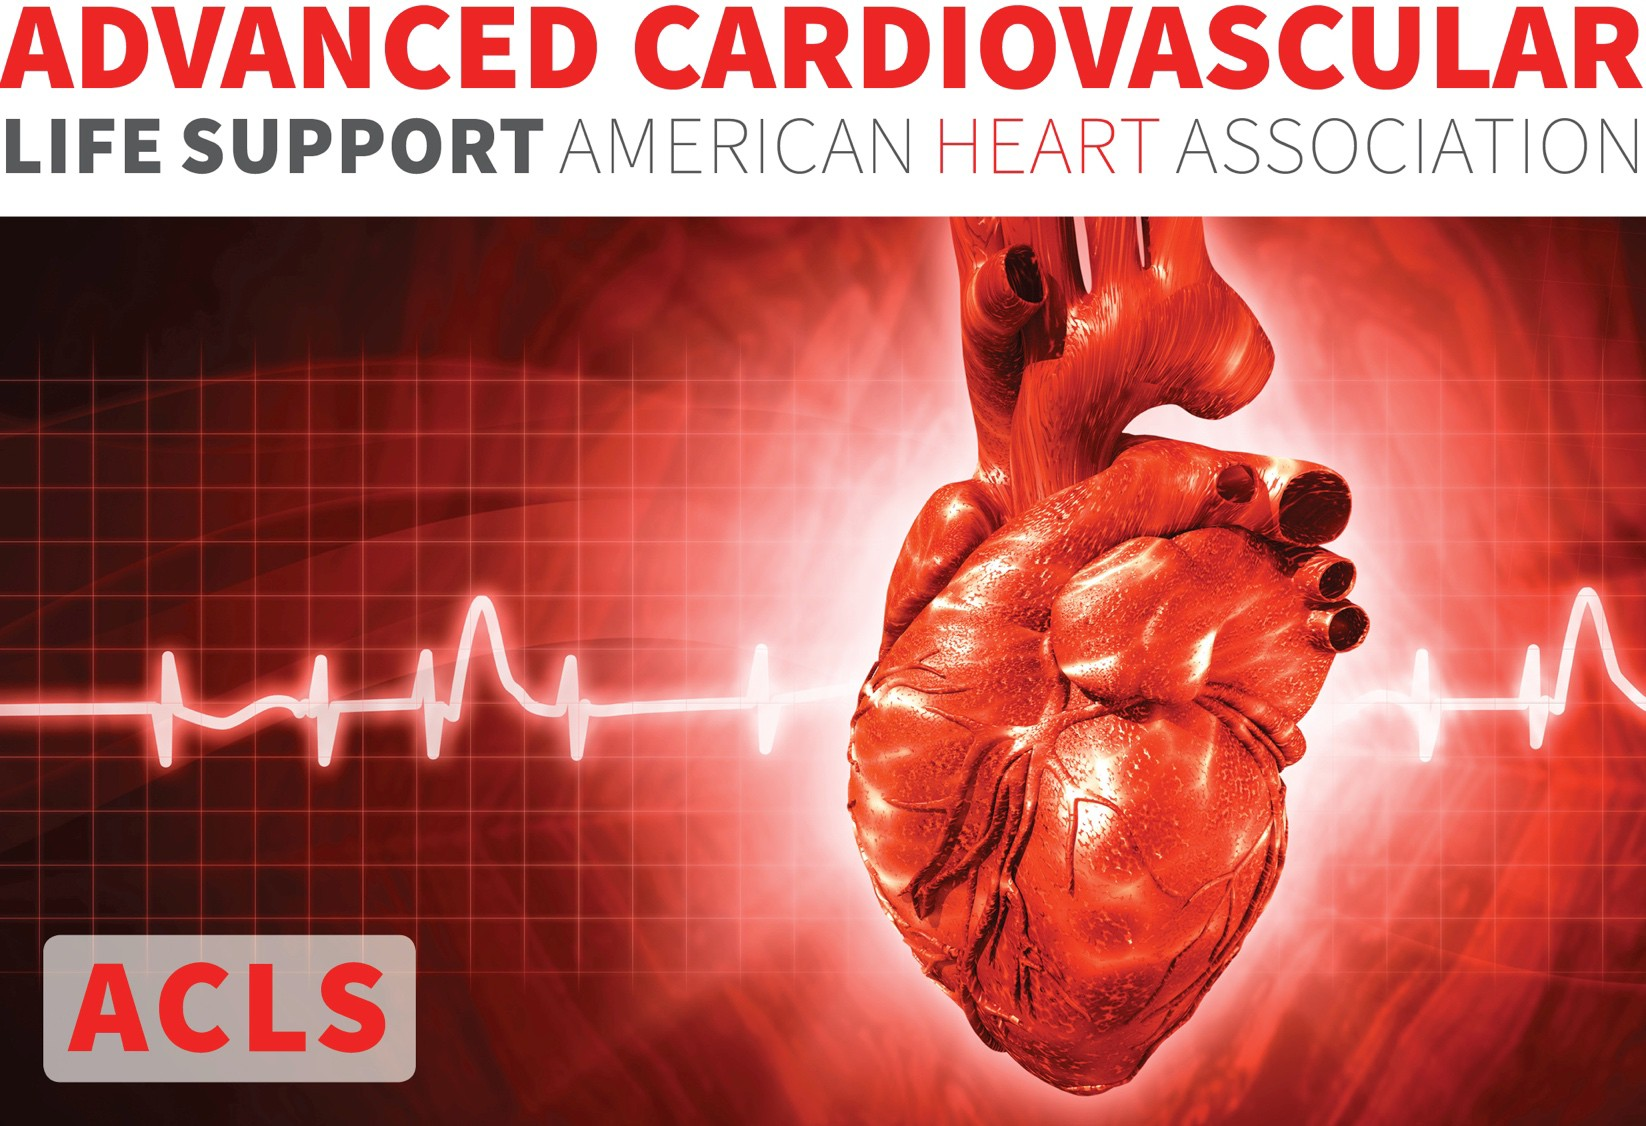 ADVANCED CARDIOVASCULAR
LIFE SUPPORT AMERICAN HEART ASSOCIATION
ACLS